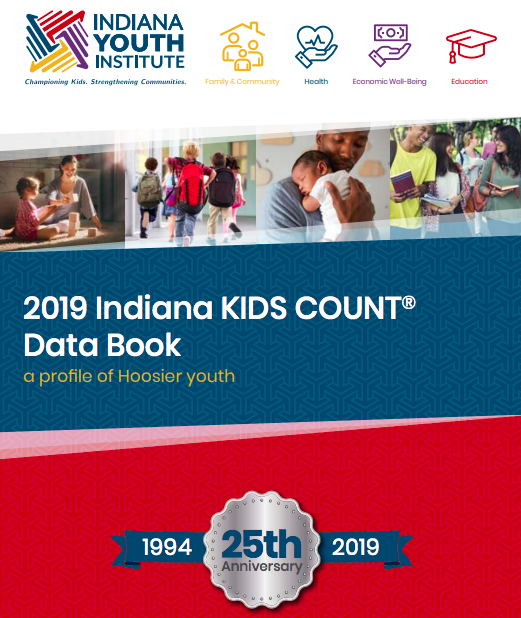 INDIANA
YOUTH
INSTITUTE
Championing Kids. Strengthening Communities.
Family & Community
Health
Economic Well-Being
Education
2019 Indiana KIDS COUNT®
Data Book
a profile of Hoosier youth
1994
25th
Anniversary
2019